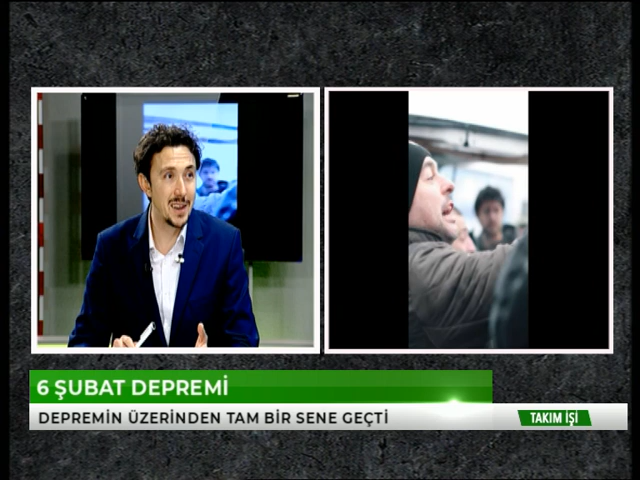 6 ŞUBAT DEPREMİ
DEPREMİN ÜZERİNDEN TAM BİR SENE GEÇTİ
TAKIM İŞİ